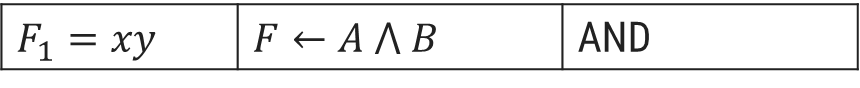 F₁ = xy F ← A ⋀ B AND